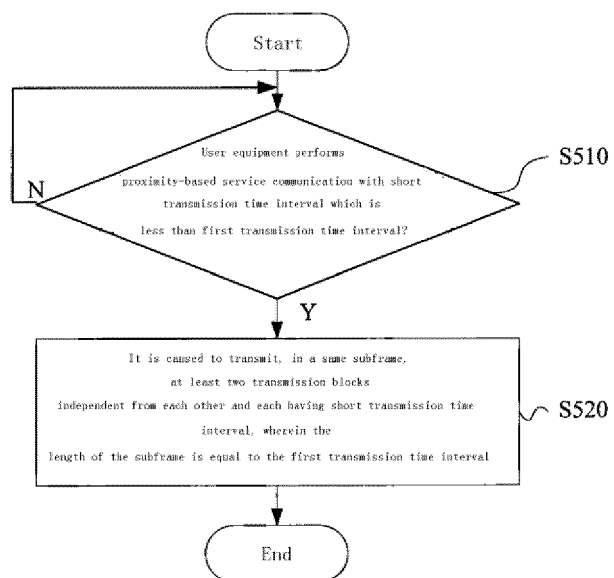 Start
User equipment performs
proximity-based service communication with short
transmission time interval which is
less than first transmission time interval?
S510
N
Y
It is caused to transmit, in a same subframe,
at least two transmission blocks
independent from each other and each having short transmission time
interval, wherein the
length of the subframe is equal to the first transmission time interval
S520
End